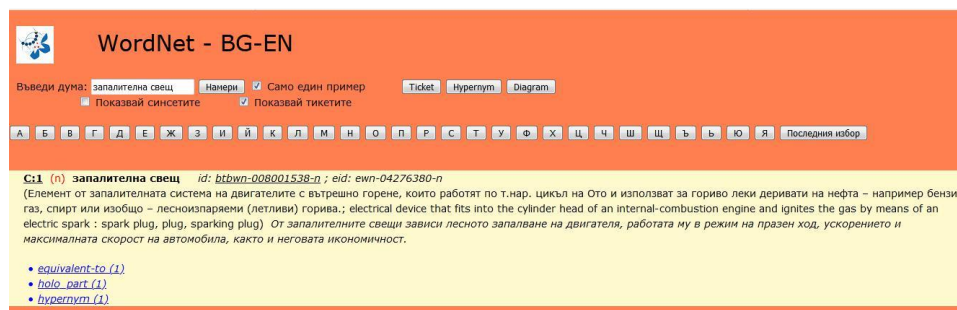 WordNet - BG-EN
Въведи дума: запалителна свещ Намери Само един пример Ticket Hypernym Diagram
Показвай синсетите Показвай тикетите
А Б В Г Д Е Ж З И Й К Л М Н О П Р С Т У Ф Х Ц Ч Ш Щ Ъ Ь Ю Я Последния избор
C:1 (n) запалителна свещ id: btbwn-008001538-n ; eid: ewn-04276380-n
(Елемент от запалителната система на двигателите с вътрешно горене, които работят по т.нар. цикъл на Ото и използват за гориво леки деривати на нефта – например бензи
газ, спирт или изобщо – лесноизпаряеми (летливи) горива.; electrical device that fits into the cylinder head of an internal-combustion engine and ignites the gas by means of an
electric spark : spark plug, plug, sparking plug) От запалителните свещи зависи лесното запалване на двигателя, работата му в режим на празен ход, ускорението и
максималната скорост на автомобила, както и неговата икономичност.
• equivalent-to (1)
• holo_part (1)
• hypernym (1)